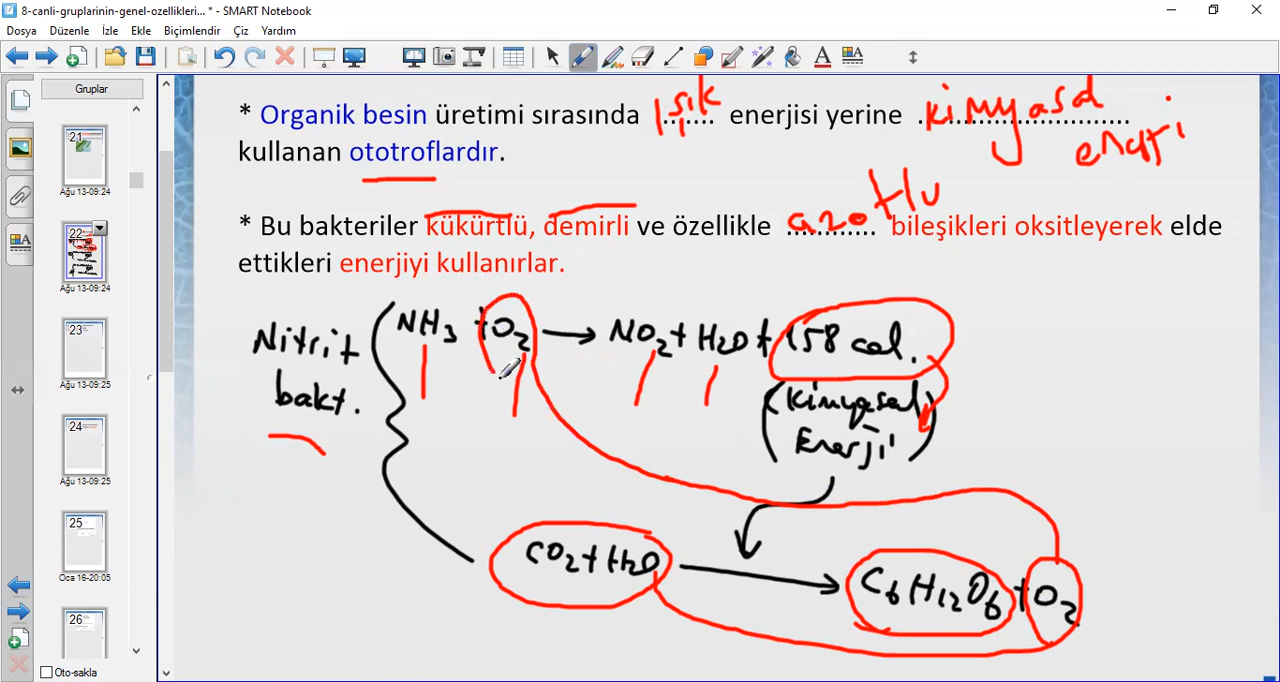 8-canli-gruplarinin-genel-ozellikleri... * - SMART Notebook
Dosya Düzenle İzle Ekle Biçimlendir Çiz Yardım
Gruplar
21
Ağu 13-09:24
22
Ağu 13-09:24
23
Ağu 13-09:25
24
Ağu 13-09:25
25
Oca 16-20:05
26
Oto-sakla
* Organik besin üretimi sırasında ışık enerjisi yerine kimyasal enerji
kullanan ototroflardır.
* Bu bakteriler kükürtlü, demirli ve özellikle azotlu bileşikleri oksitleyerek elde
ettikleri enerjiyi kullanırlar.
Nitrit bakt.
NH3 + O2 → NO2 + H2O + 158 cal.
(Kimyasal Enerji)
CO2 + H2O → C6H12O6 + O2